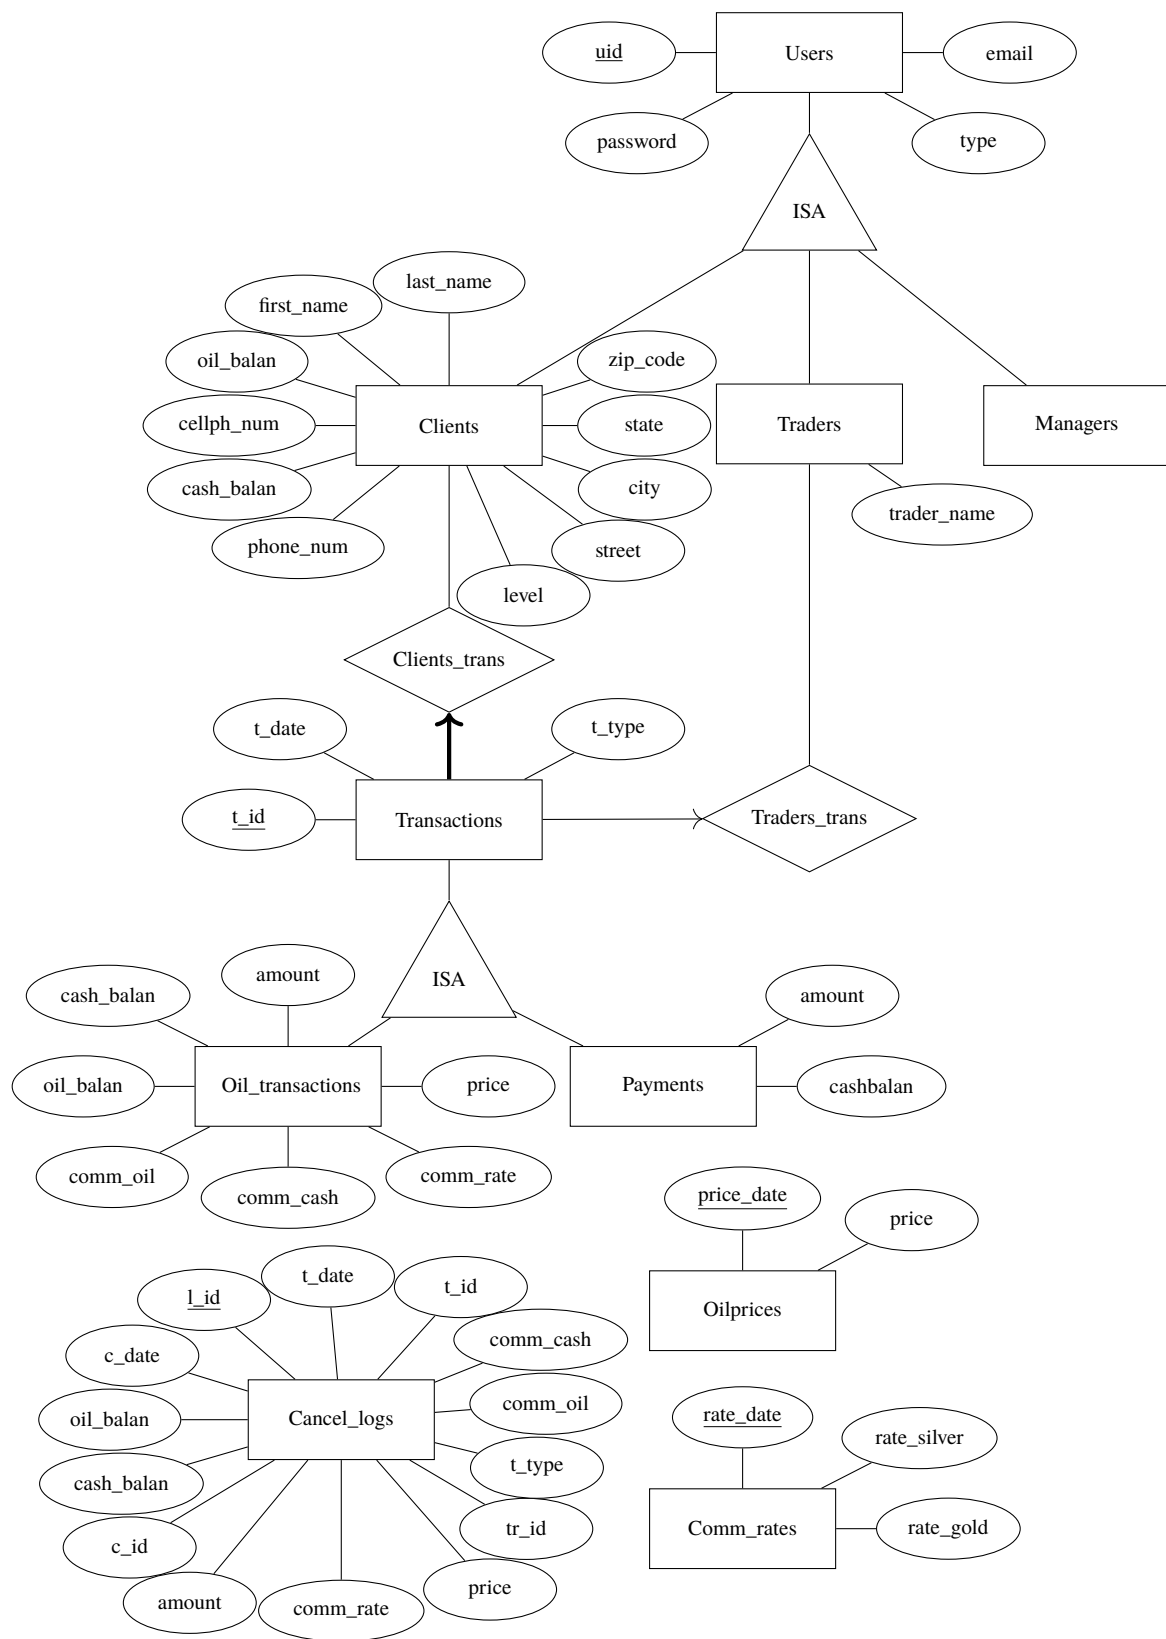 uid
Users
email
password
type
ISA
last_name
first_name
oil_balan
zip_code
cellph_num
Clients
state
Traders
Managers
cash_balan
city
trader_name
phone_num
street
level
Clients_trans
t_date
t_type
t_id
Transactions
Traders_trans
ISA
amount
cash_balan
amount
oil_balan
Oil_transactions
price
Payments
cashbalan
comm_oil
comm_cash
comm_rate
price_date
price
Oilprices
l_id
t_date
t_id
comm_cash
c_date
comm_oil
oil_balan
Cancel_logs
t_type
cash_balan
tr_id
c_id
price
amount
comm_rate
rate_date
rate_silver
Comm_rates
rate_gold